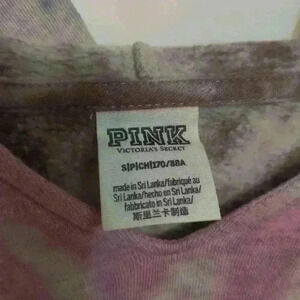 PINK
VICTORIA'S SECRET
S|P|CH|170/88A
made in Sri Lanka/fabriqué au
Sri Lanka/hecho en Sri Lanka/
fabbricato in Sri Lanka/
斯里兰卡制造